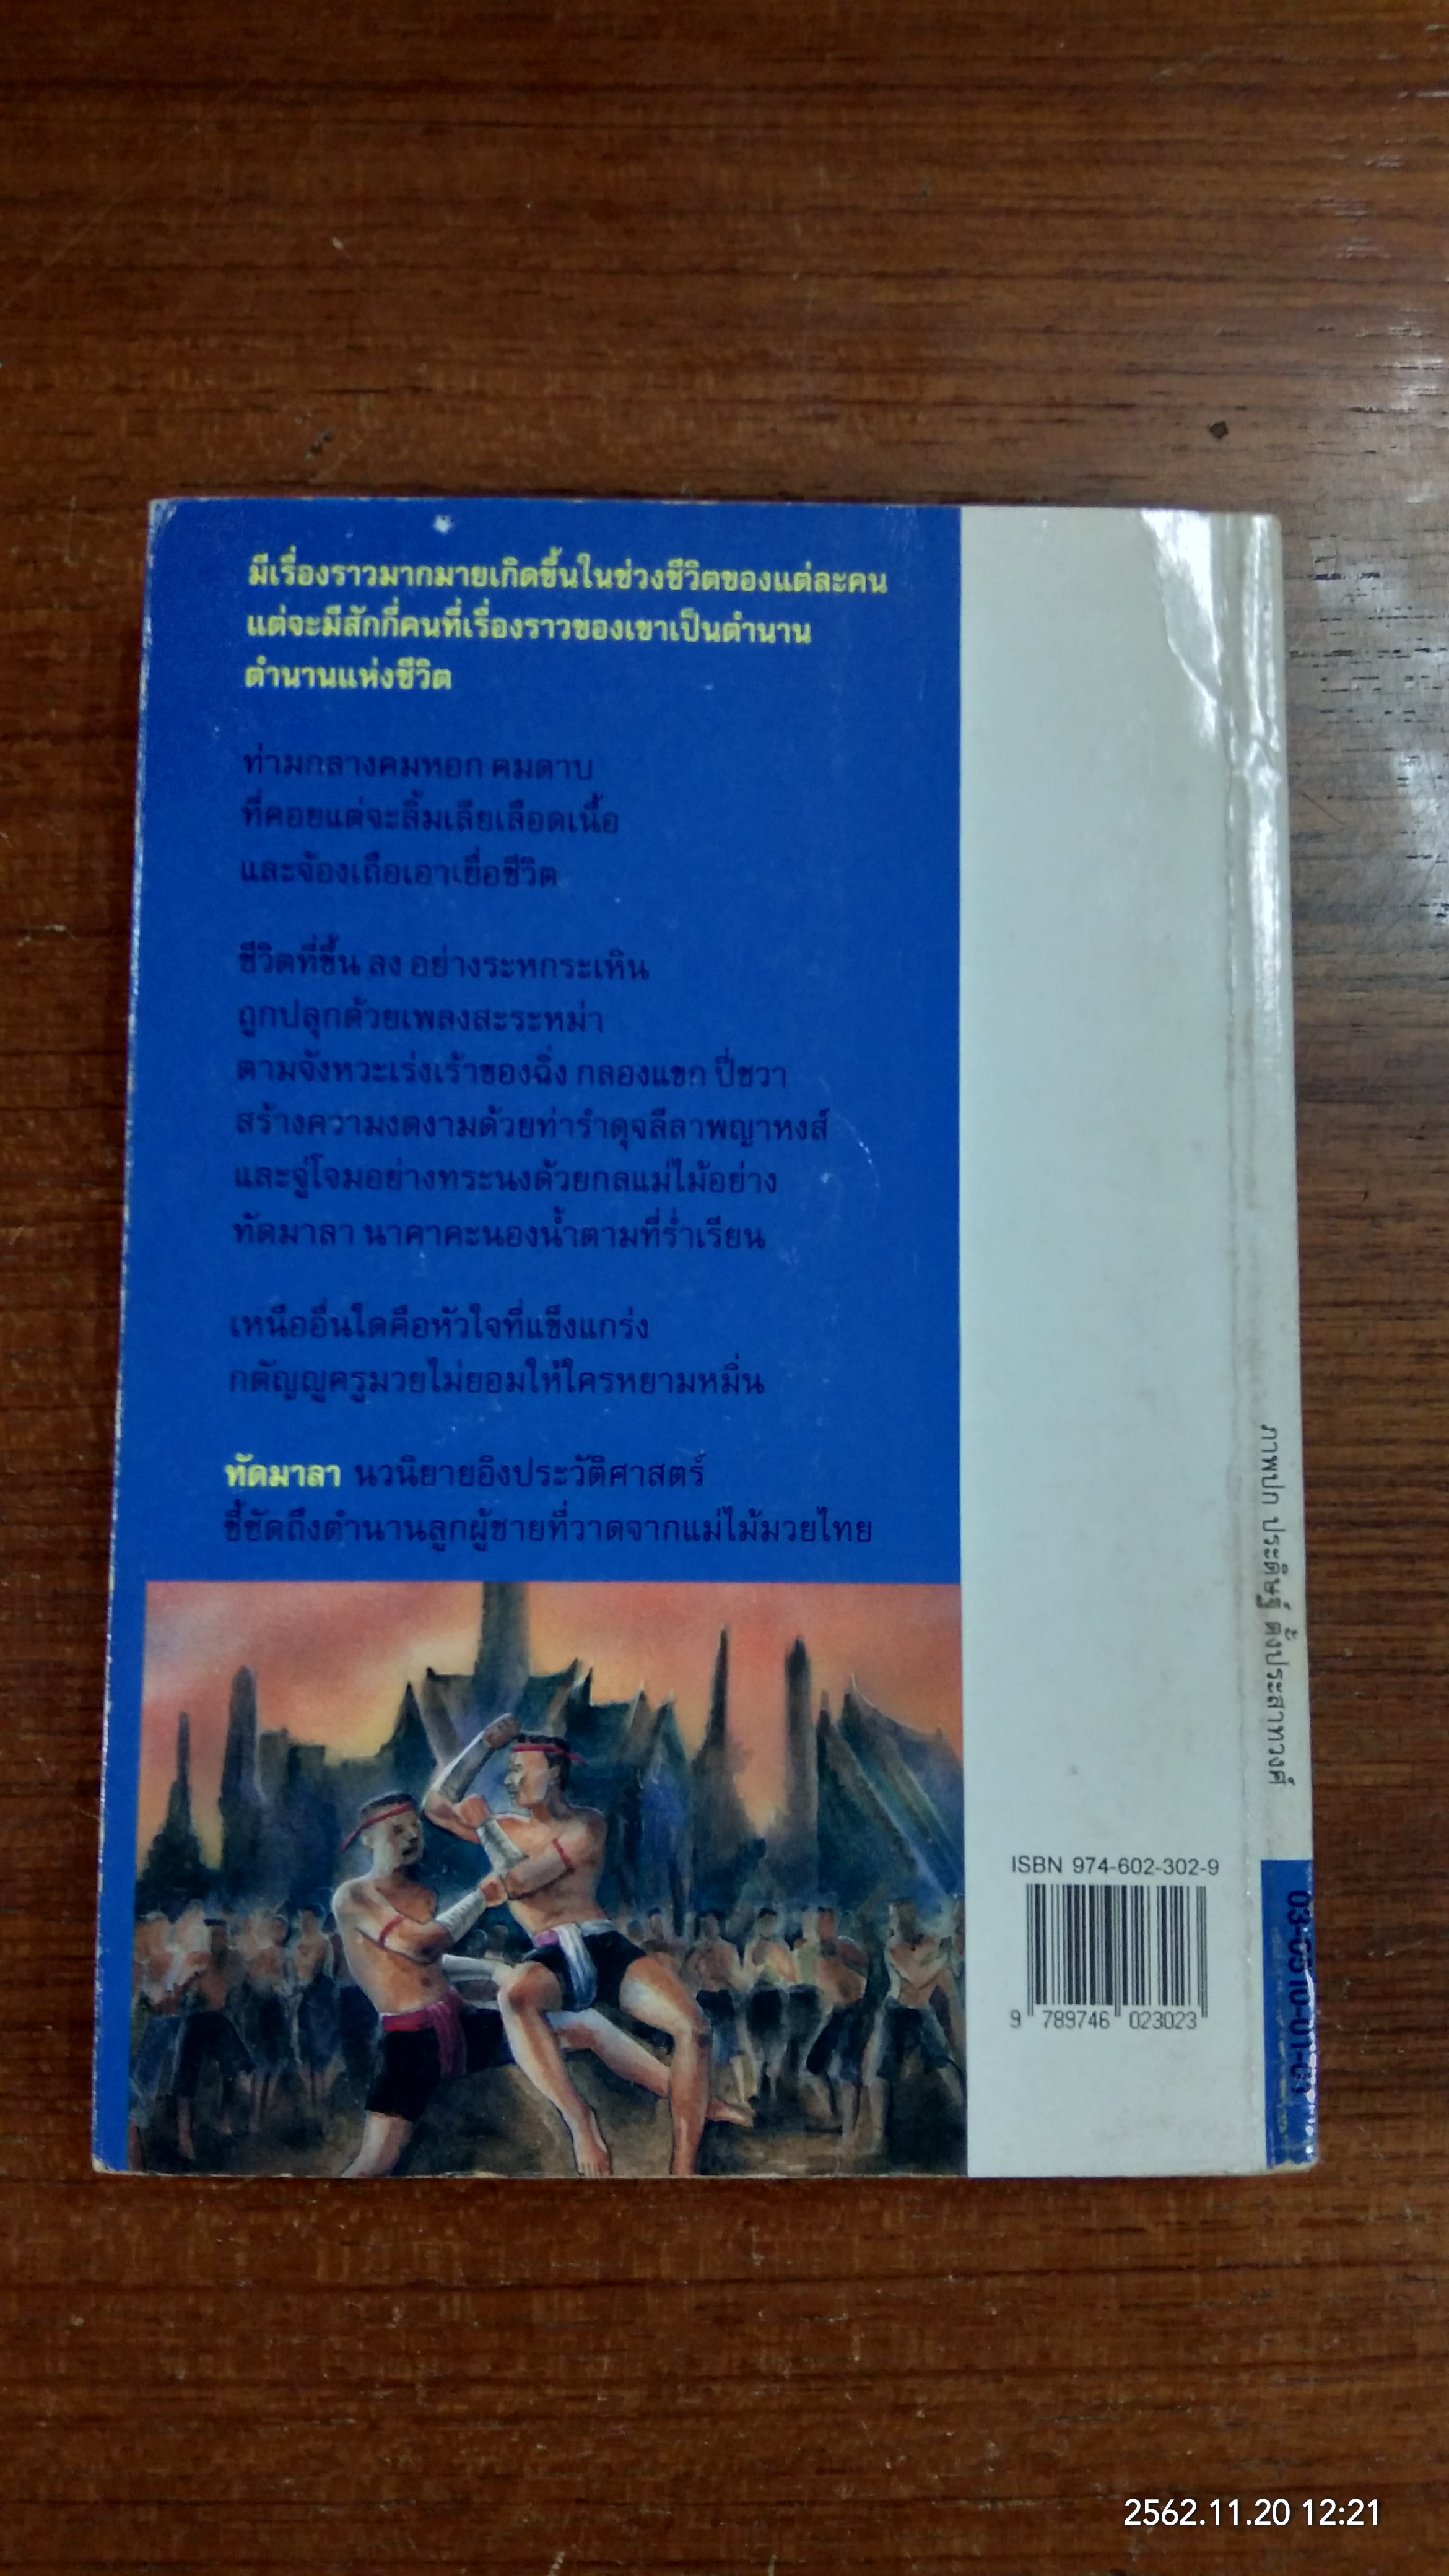 มีเรื่องราวมากมายเกิดขึ้นในช่วงชีวิตของแต่ละคน
แต่จะมีสักกี่คนที่เรื่องราวของเขาเป็นตำนาน
ตำนานแห่งชีวิต
ท่ามกลางคมหอก คมดาบ
ที่คอยแต่จะลิ้มเลียเลือดเนื้อ
และจ้องเถือเอาเยื่อชีวิต
ชีวิตที่ขึ้น ลง อย่างระหกระเหิน
ถูกปลุกด้วยเพลงสะระหม่า
ตามจังหวะเร่งเร้าของฉิ่ง กลองแขก ปี่ชวา
สร้างความงดงามด้วยท่ารำดุจลีลาพญาหงส์
และจู่โจมอย่างทระนงด้วยกลแม่ไม้อย่าง
ทัดมาลา นาคาคะนองน้ำตามที่ร่ำเรียน
เหนืออื่นใดคือหัวใจที่แข็งแกร่ง
กตัญญูครูมวยไม่ยอมให้ใครหยามหมิ่น
ทัดมาลา นวนิยายอิงประวัติศาสตร์
ชี้ชัดถึงตำนานลูกผู้ชายที่วาดจากแม่ไม้มวยไทย
ภาพปก ประดิษฐ์ ตั้งประสาทวงศ์
ISBN 974-602-302-9
9 789746 023023
03-0510-01-01
2562.11.20 12:21